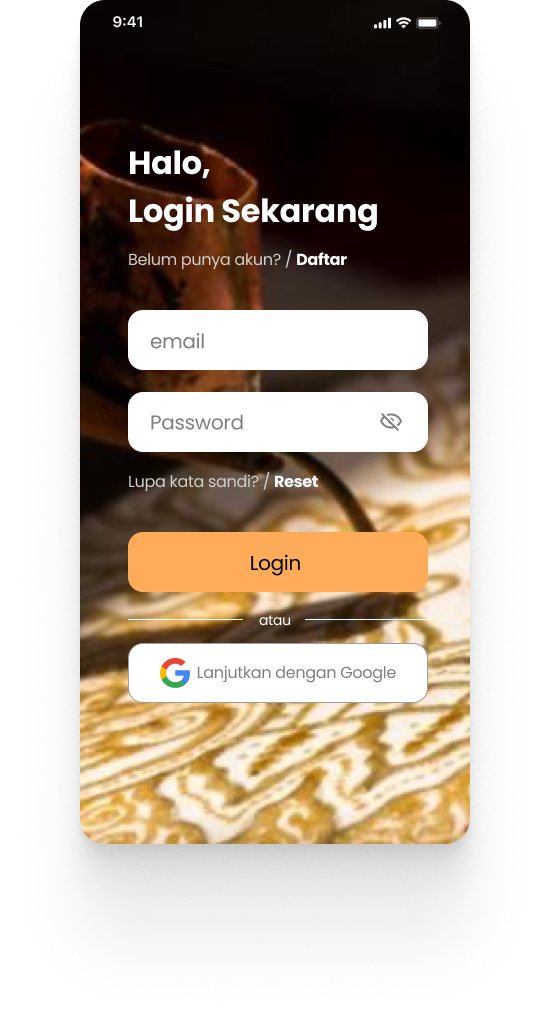 9:41
Halo,
Login Sekarang
Belum punya akun? / Daftar
email
Password
Lupa kata sandi? / Reset
Login
atau
Lanjutkan dengan Google